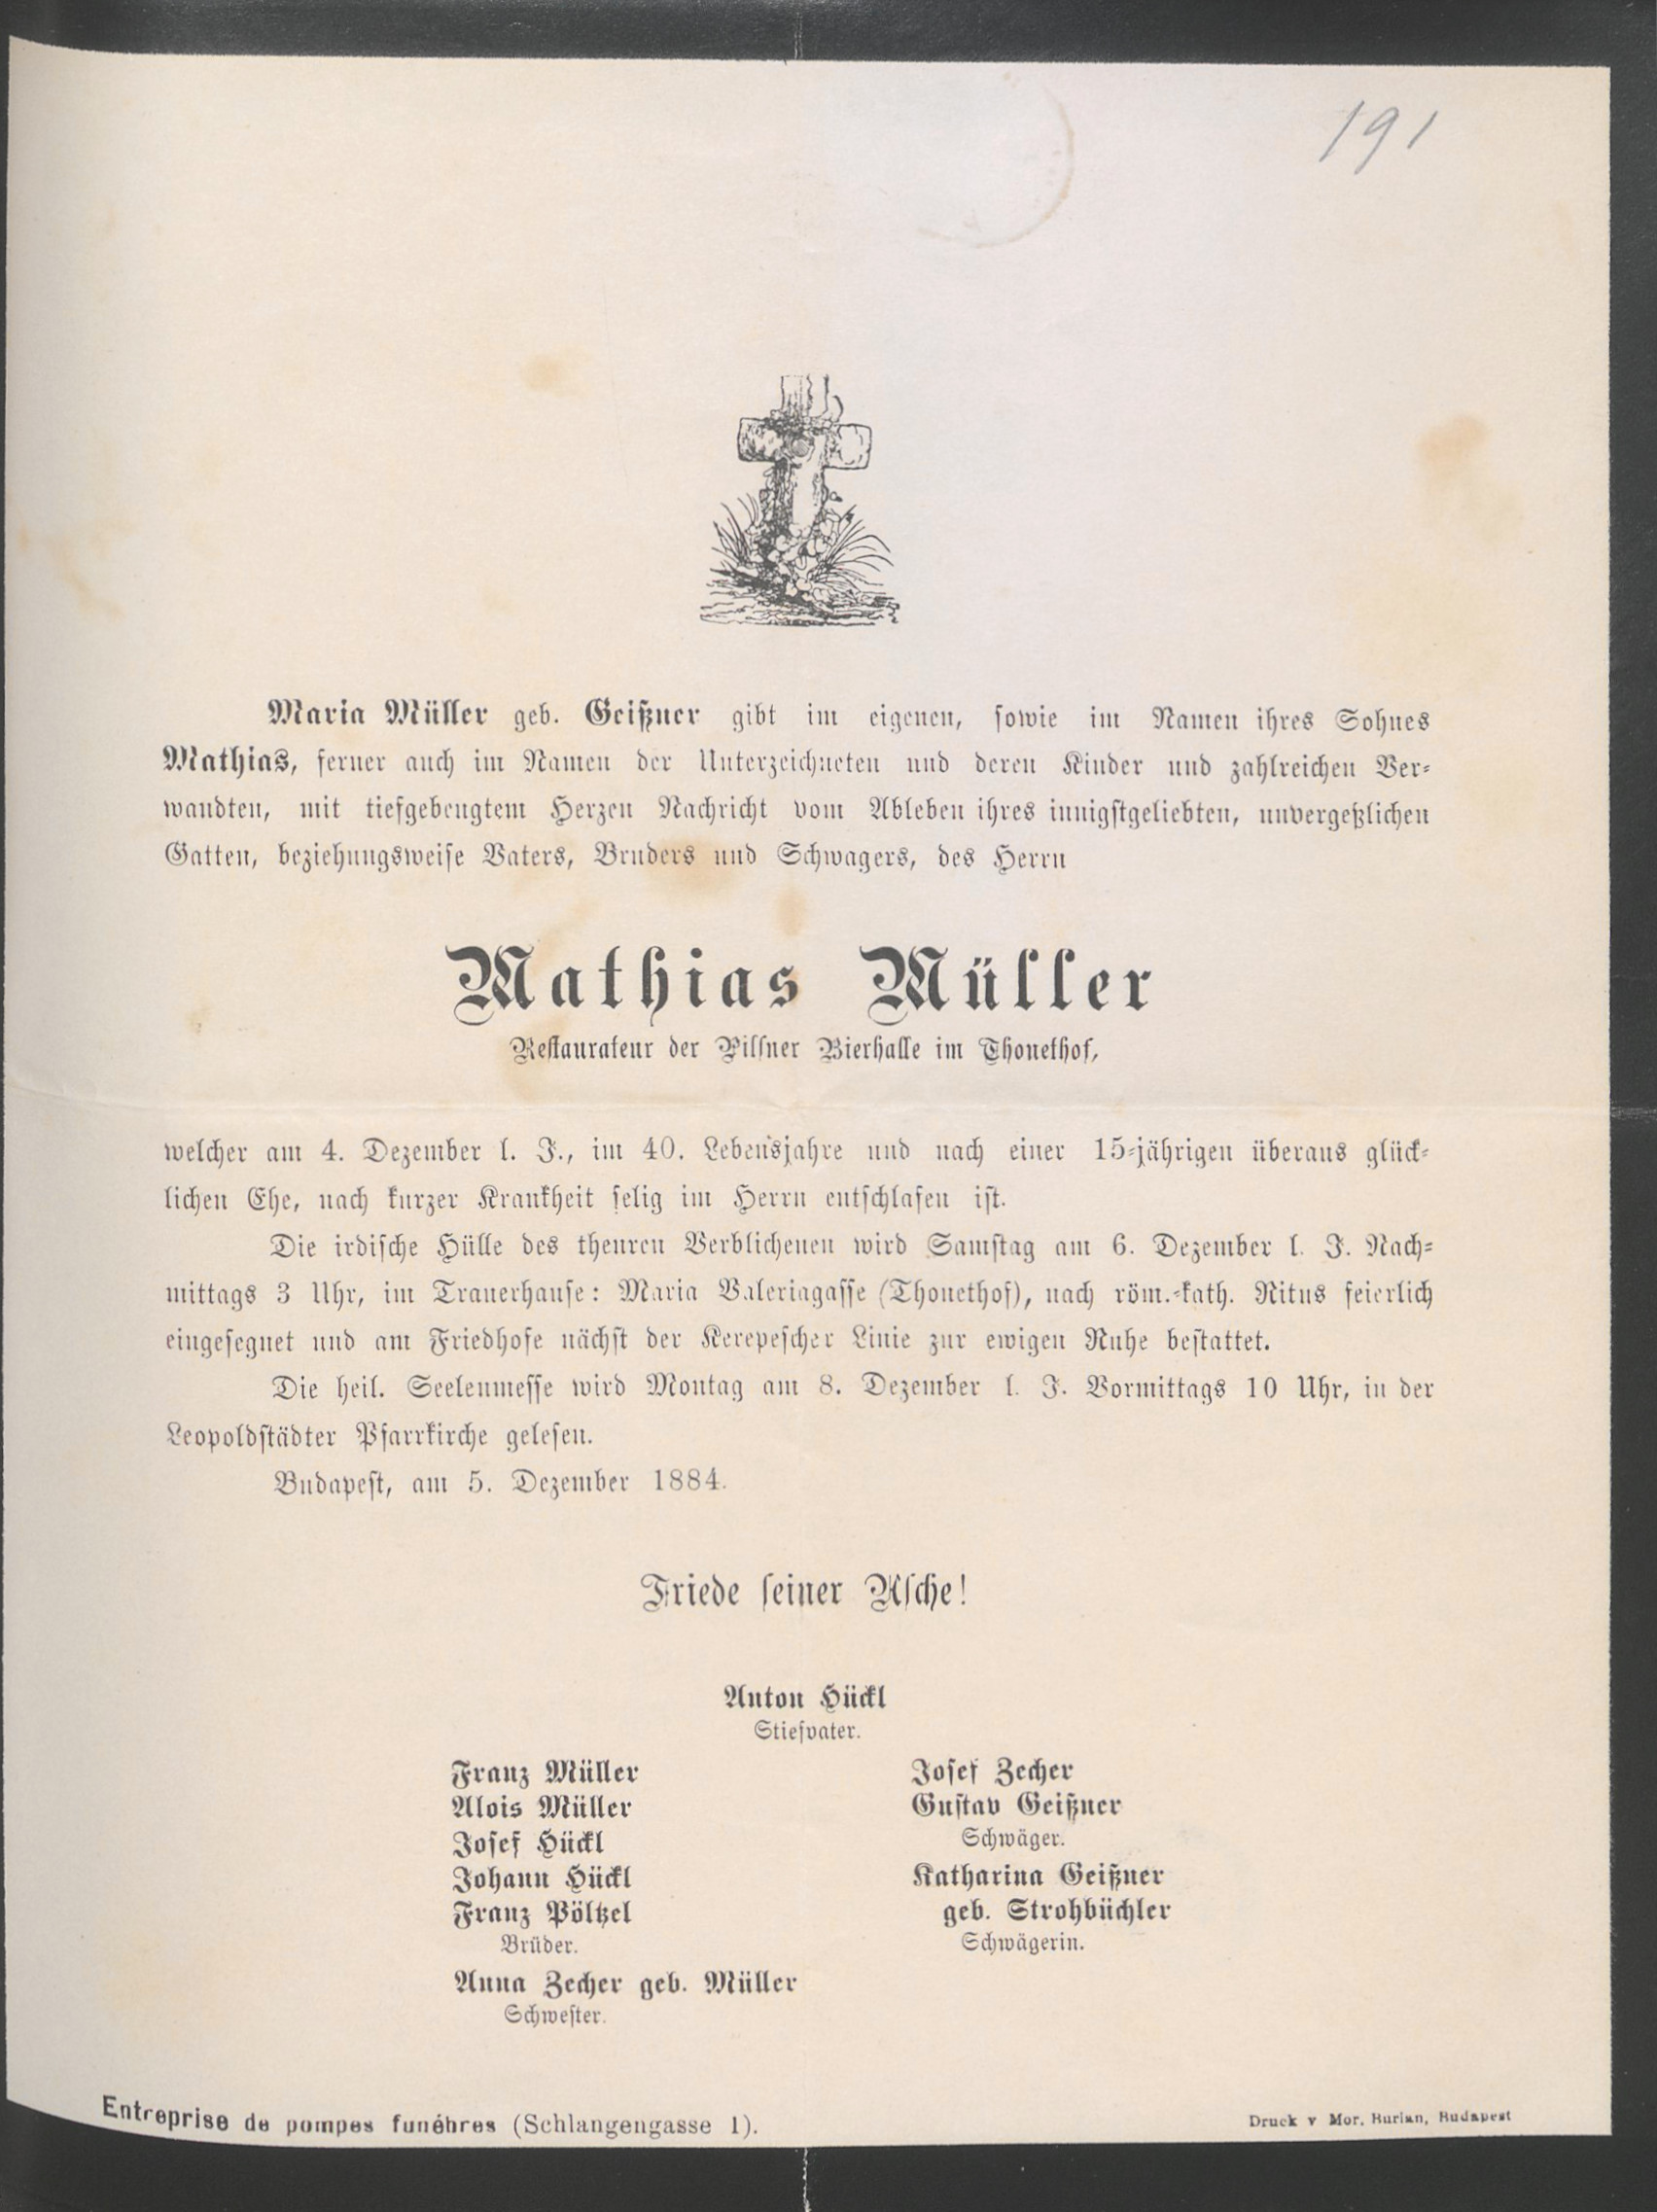 191
Maria Müller geb. Geißner gibt im eigenen, sowie im Namen ihres Sohnes
Mathias, ferner auch im Namen der Unterzeichneten und deren Kinder und zahlreichen Ver-
wandten, mit tiefgebeugtem Herzen Nachricht vom Ableben ihres innigstgeliebten, unvergeßlichen
Gatten, beziehungsweise Vaters, Bruders und Schwagers, des Herrn
Mathias Müller
Restaurateur der Pilsner Bierhalle im Thonethof,
welcher am 4. Dezember l. J., im 40. Lebensjahre und nach einer 15-jährigen überaus glück-
lichen Ehe, nach kurzer Krankheit selig im Herrn entschlafen ist.
Die irdische Hülle des theuren Verblichenen wird Samstag am 6. Dezember l. J. Nach-
mittags 3 Uhr, im Trauerhause: Maria Valeriagasse (Thonethof), nach röm.-kath. Ritus feierlich
eingesegnet und am Friedhofe nächst der Kerepescher Linie zur ewigen Ruhe bestattet.
Die heil. Seelenmesse wird Montag am 8. Dezember l. J. Vormittags 10 Uhr, in der
Leopoldstädter Pfarrkirche gelesen.
Budapest, am 5. Dezember 1884.
Friede seiner Asche!
Anton Hückl
Stiefvater.
Franz Müller
Alois Müller
Josef Hückl
Johann Hückl
Franz Pöltzel
Brüder.
Anna Zecher geb. Müller
Schwester.
Josef Zecher
Gustav Geißner
Schwäger.
Katharina Geißner
geb. Strohbüchler
Schwägerin.
Entreprise de pompes funébres (Schlangengasse 1).
Druck v Mor. Burian, Budapest